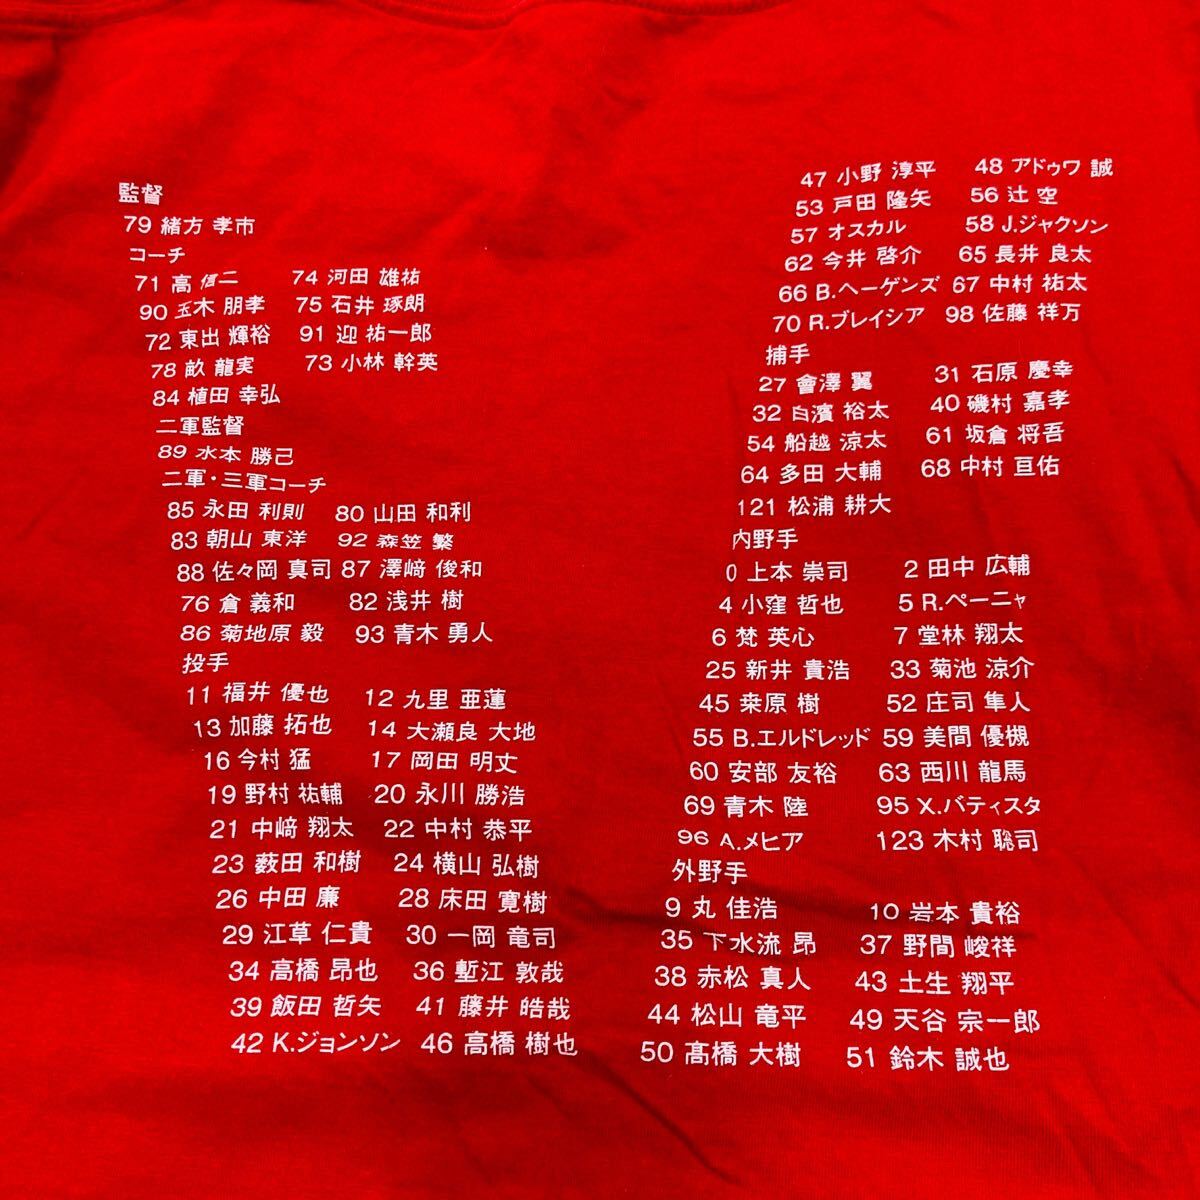 監督
79 緒方 孝市
コーチ
71 高 信二 74 河田 雄祐
90 玉木 朋孝 75 石井 琢朗
72 東出 輝裕 91 迎 祐一郎
78 畝 龍実 73 小林 幹英
84 植田 幸弘
二軍監督
89 水本 勝己
二軍・三軍コーチ
85 永田 利則 80 山田 和利
83 朝山 東洋 92 森笠 繁
88 佐々岡 真司 87 澤﨑 俊和
76 倉 義和 82 浅井 樹
86 菊地原 毅 93 青木 勇人
投手
11 福井 優也 12 九里 亜蓮
13 加藤 拓也 14 大瀬良 大地
16 今村 猛 17 岡田 明丈
19 野村 祐輔 20 永川 勝浩
21 中﨑 翔太 22 中村 恭平
23 薮田 和樹 24 横山 弘樹
26 中田 廉 28 床田 寛樹
29 江草 仁貴 30 一岡 竜司
34 高橋 昂也 36 塹江 敦哉
39 飯田 哲矢 41 藤井 皓哉
42 K.ジョンソン 46 高橋 樹也
47 小野 淳平 48 アドゥワ 誠
53 戸田 隆矢 56 辻 空
57 オスカル 58 J.ジャクソン
62 今井 啓介 65 長井 良太
66 B.ヘーゲンズ 67 中村 祐太
70 R.ブレイシア 98 佐藤 祥万
捕手
27 會澤 翼 31 石原 慶幸
32 白濱 裕太 40 磯村 嘉孝
54 船越 涼太 61 坂倉 将吾
64 多田 大輔 68 中村 亘佑
121 松浦 耕大
内野手
0 上本 崇司 2 田中 広輔
4 小窪 哲也 5 R.ペーニャ
6 梵 英心 7 堂林 翔太
25 新井 貴浩 33 菊池 涼介
45 桒原 樹 52 庄司 隼人
55 B.エルドレッド 59 美間 優槻
60 安部 友裕 63 西川 龍馬
69 青木 陸 95 X.バティスタ
96 A.メヒア 123 木村 聡司
外野手
9 丸 佳浩 10 岩本 貴裕
35 下水流 昂 37 野間 峻祥
38 赤松 真人 43 土生 翔平
44 松山 竜平 49 天谷 宗一郎
50 髙橋 大樹 51 鈴木 誠也